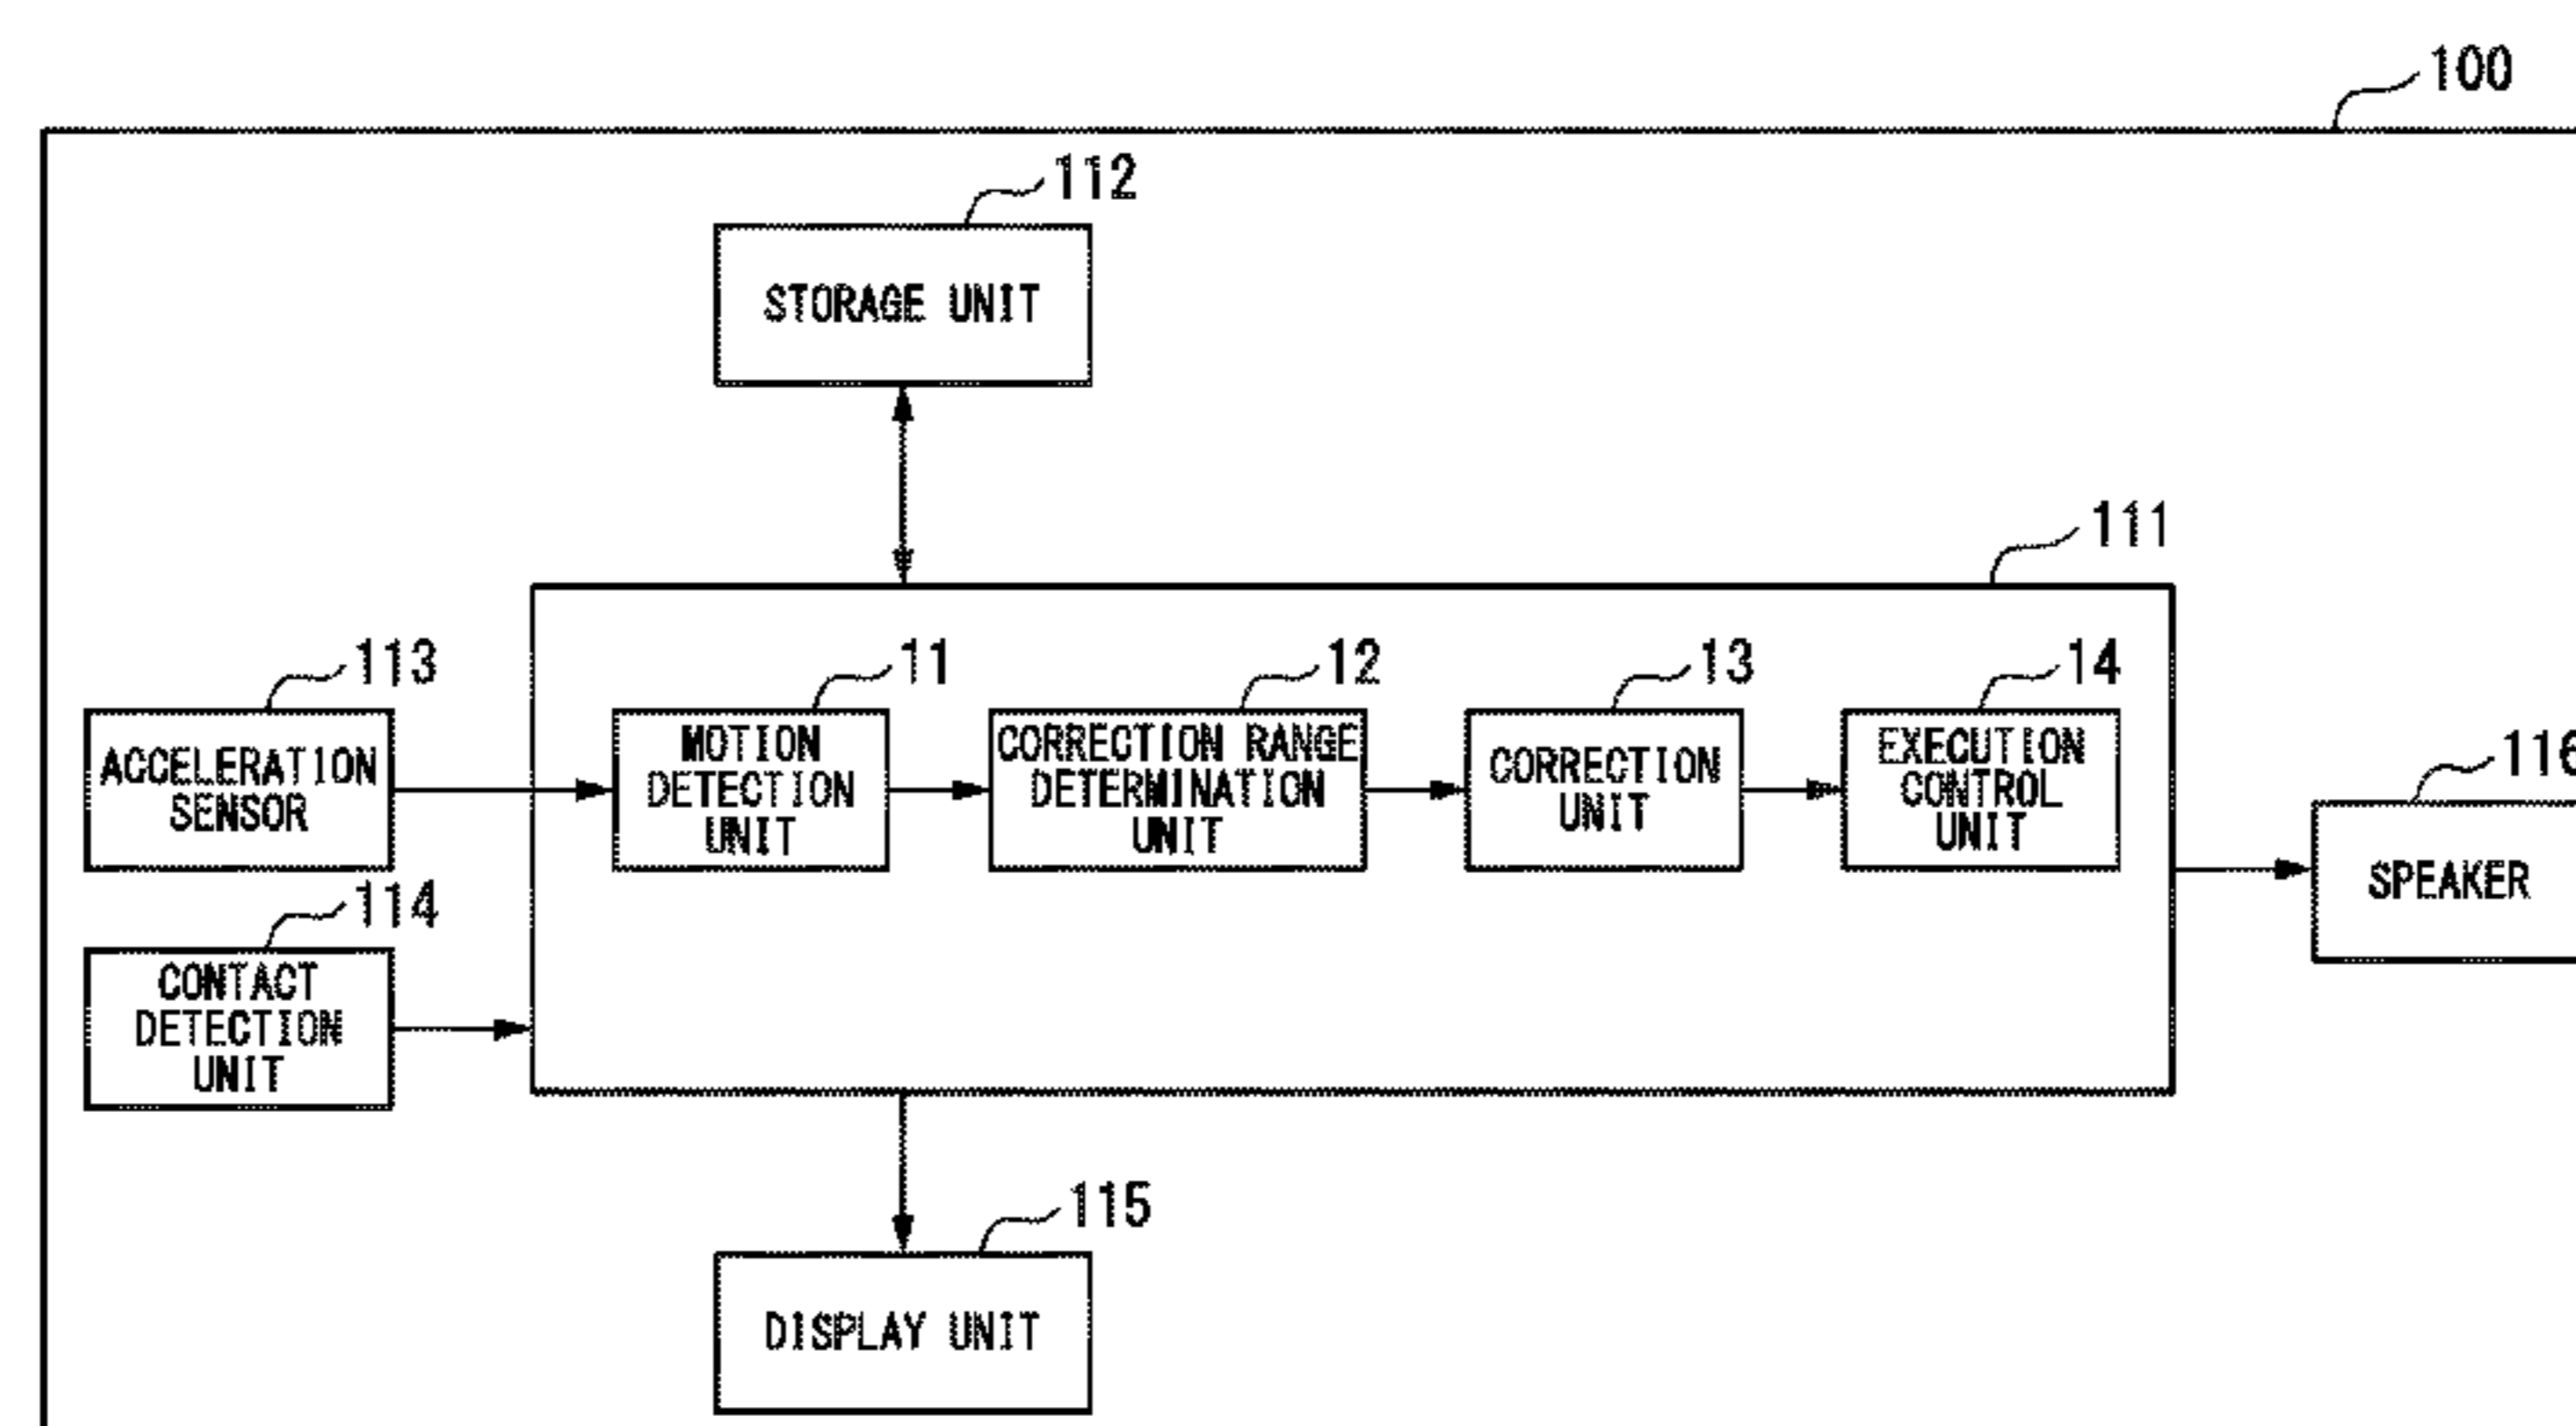 100
112
STORAGE UNIT
111
113
ACCELERATION
SENSOR
11
MOTION
DETECTION
UNIT
12
CORRECTION RANGE
DETERMINATION
UNIT
13
CORRECTION
UNIT
14
EXECUTION
CONTROL
UNIT
116
SPEAKER
114
CONTACT
DETECTION
UNIT
115
DISPLAY UNIT